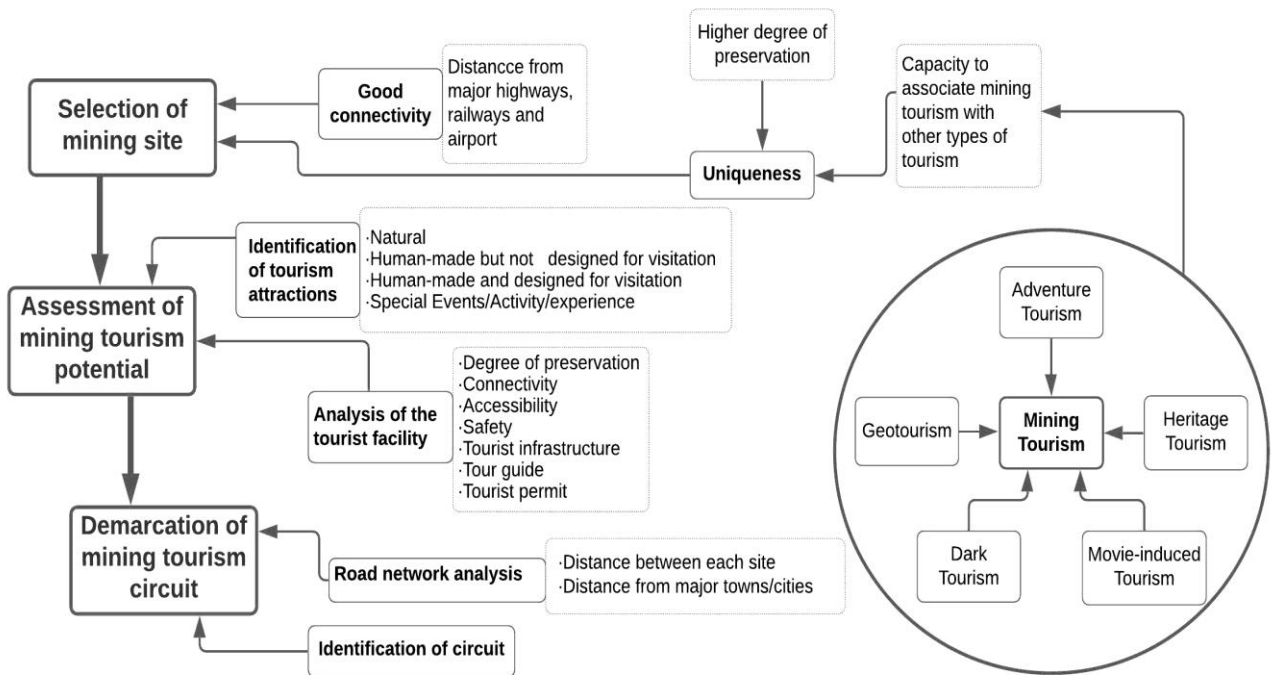 Higher degree of
preservation
Selection of
mining site
Good
connectivity
Distancce from
major highways,
railways and
airport
Capacity to
associate mining
tourism with
other types of
tourism
Uniqueness
Identification
of tourism
attractions
·Natural
·Human-made but not designed for visitation
·Human-made and designed for visitation
·Special Events/Activity/experience
Assessment of
mining tourism
potential
Analysis of the
tourist facility
·Degree of preservation
·Connectivity
·Accessibility
·Safety
·Tourist infrastructure
·Tour guide
·Tourist permit
Demarcation of
mining tourism
circuit
Road network analysis
·Distance between each site
·Distance from major towns/cities
Identification of circuit
Adventure
Tourism
Geotourism
Mining
Tourism
Heritage
Tourism
Dark
Tourism
Movie-induced
Tourism